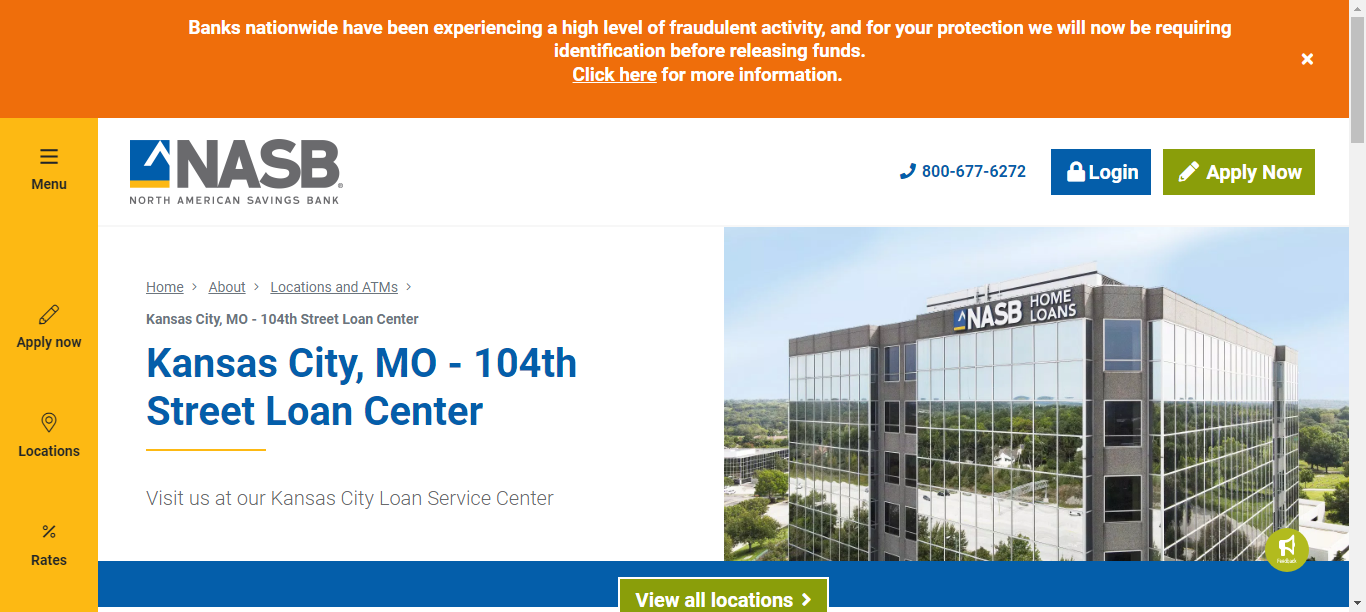 Banks nationwide have been experiencing a high level of fraudulent activity, and for your protection we will now be requiring
identification before releasing funds.
Click here for more information.
Menu
Apply now
Locations
Rates
NASB
NORTH AMERICAN SAVINGS BANK
800-677-6272
Login
Apply Now
Home
About
Locations and ATMs
Kansas City, MO - 104th Street Loan Center
Kansas City, MO - 104th
Street Loan Center
Visit us at our Kansas City Loan Service Center
NASB HOME
LOANS
Feedback
View all locations